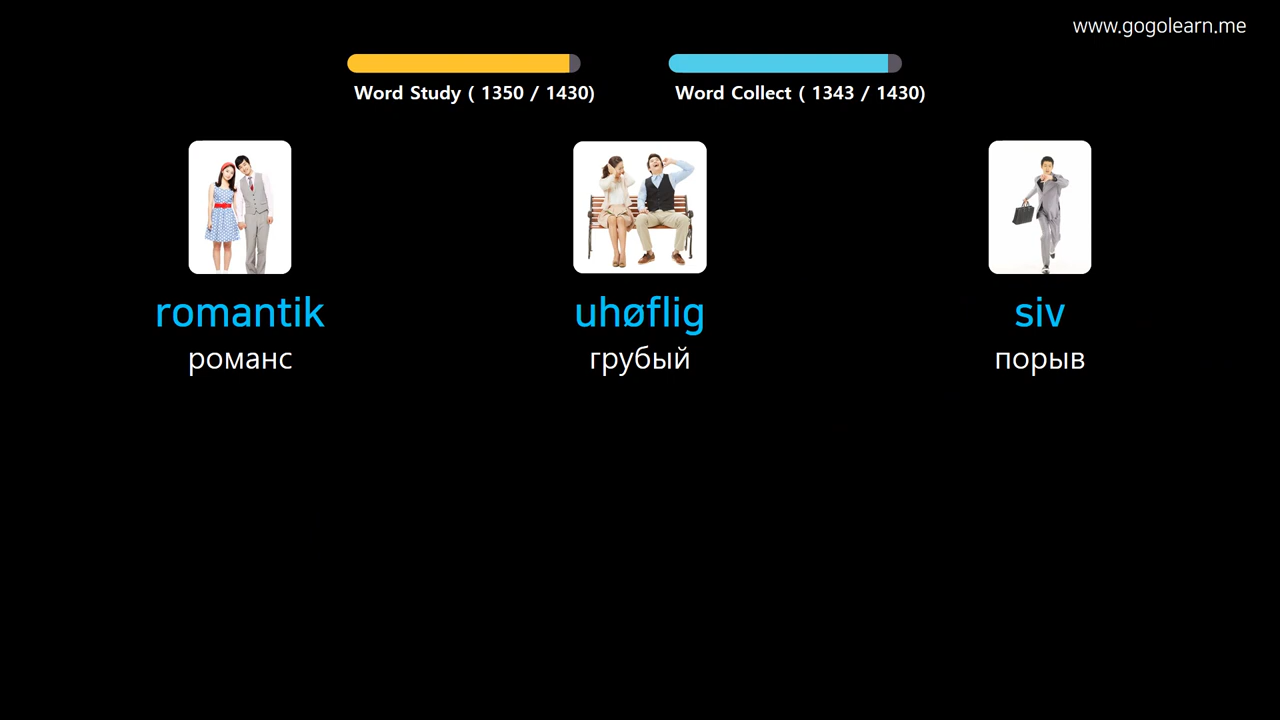 www.gogolearn.me
Word Study ( 1350 / 1430)
Word Collect ( 1343 / 1430)
romantik
uhøflig
siv
романс
грубый
порыв